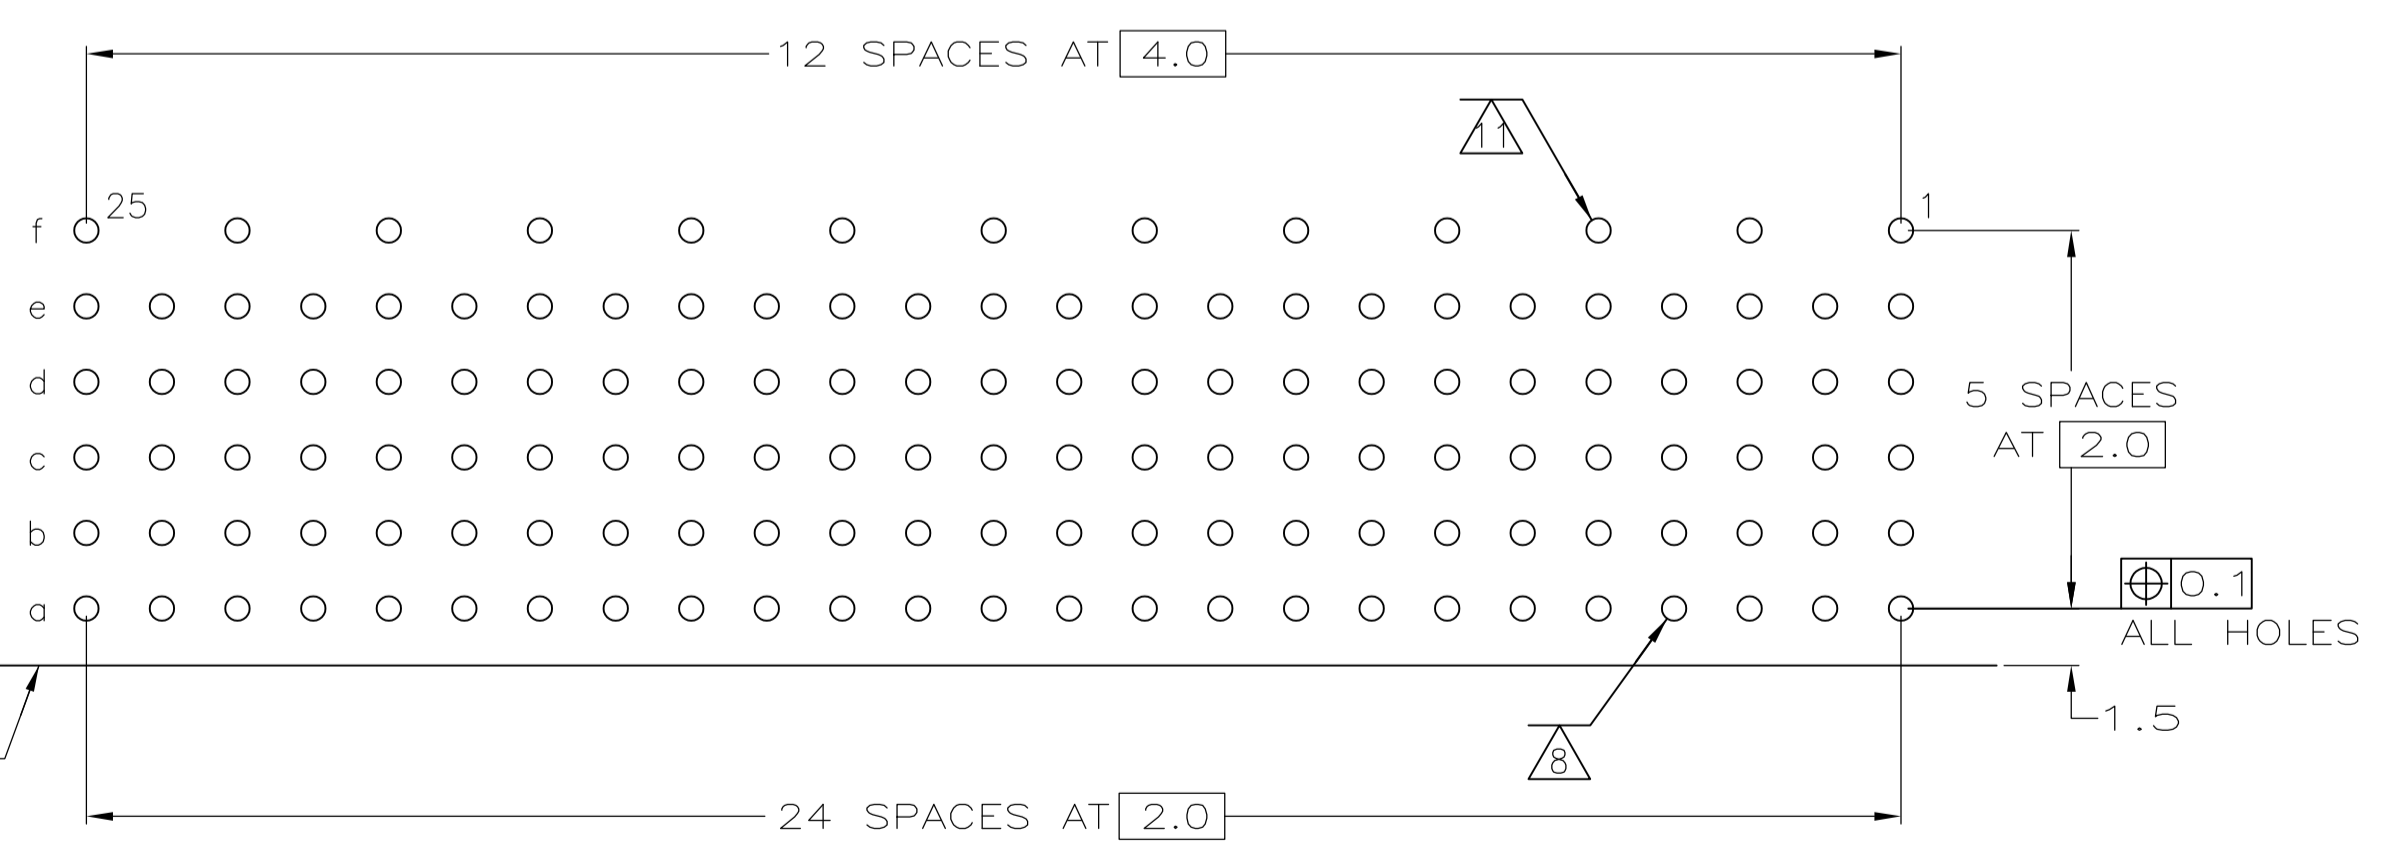 12 SPACES AT 4.0
11
25
1
f
e
d
5 SPACES
AT 2.0
c
b
0.1
a
ALL HOLES
1.5
8
24 SPACES AT 2.0